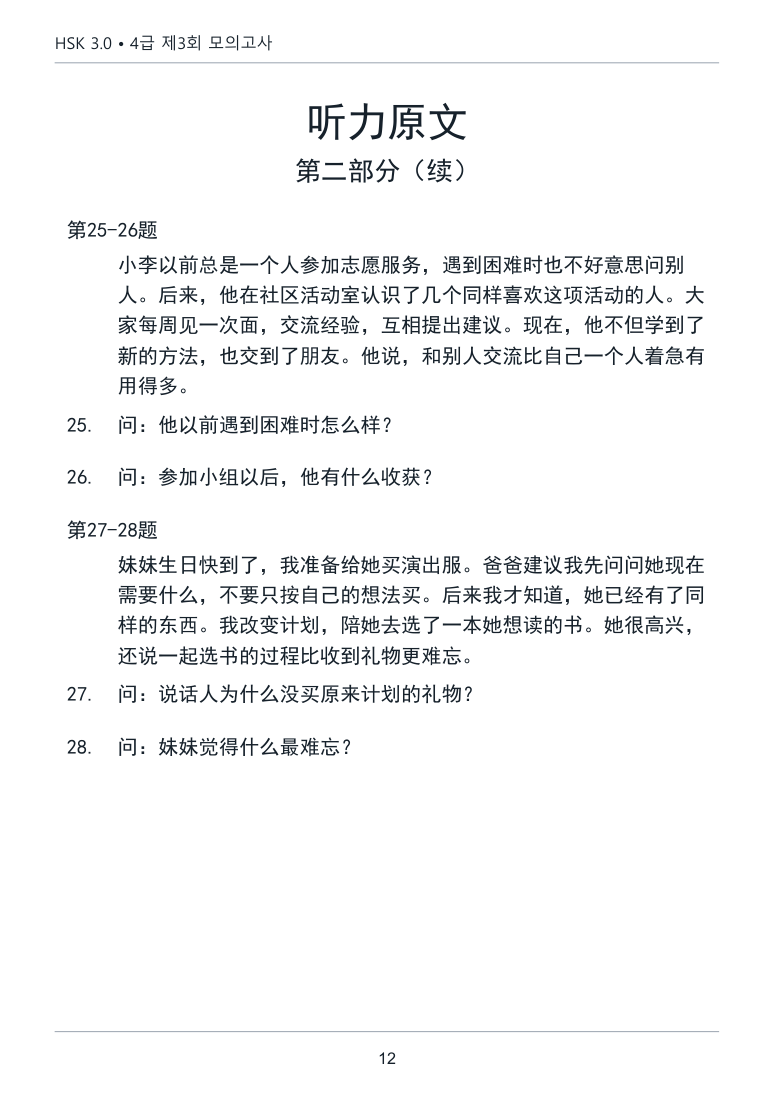 HSK 3.0 • 4급 제3회 모의고사
听力原文
第二部分（续）
第25-26题
小李以前总是一个人参加志愿服务，遇到困难时也不好意思问别
人。后来，他在社区活动室认识了几个同样喜欢这项活动的人。大
家每周见一次面，交流经验，互相提出建议。现在，他不但学到了
新的方法，也交到了朋友。他说，和别人交流比自己一个人着急有
用得多。
25. 问：他以前遇到困难时怎么样？
26. 问：参加小组以后，他有什么收获？
第27-28题
妹妹生日快到了，我准备给她买演出服。爸爸建议我先问问她现在
需要什么，不要只按自己的想法买。后来我才知道，她已经有了同
样的东西。我改变计划，陪她去选了一本她想读的书。她很高兴，
还说一起选书的过程比收到礼物更难忘。
27. 问：说话人为什么没买原来计划的礼物？
28. 问：妹妹觉得什么最难忘？
12